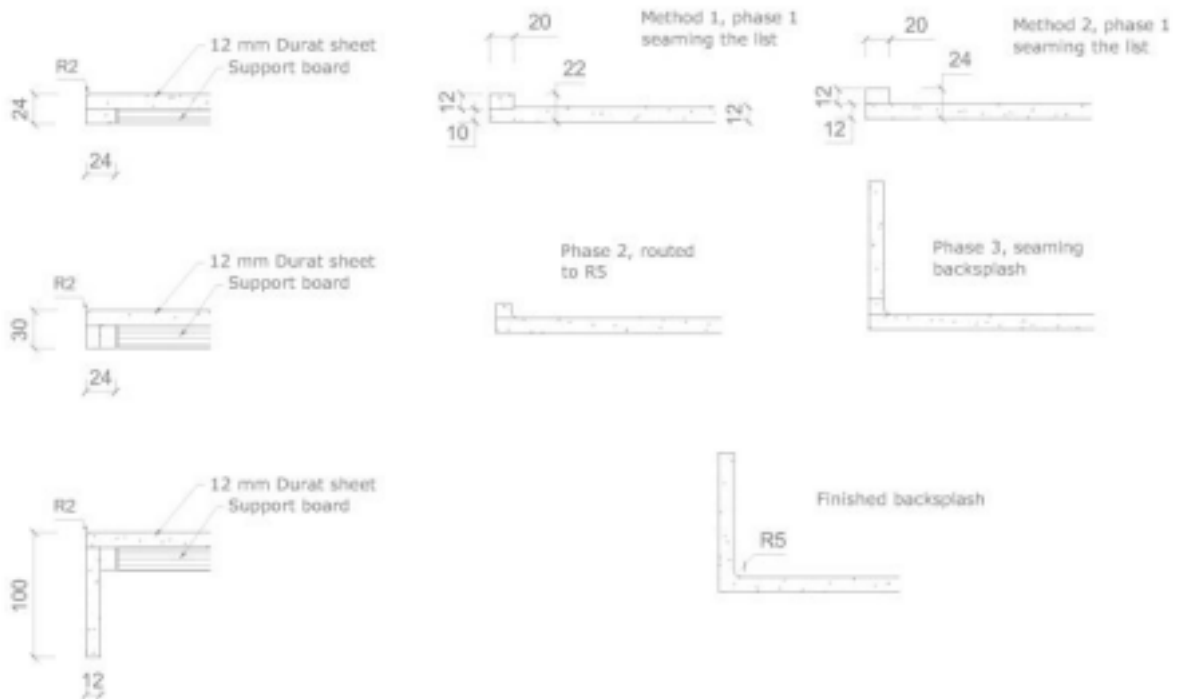 12 mm Durat sheet
Support board
R2
24
24
20
Method 1, phase 1
seaming the list
22
12
10
12
20
Method 2, phase 1
seaming the list
24
12
12
12 mm Durat sheet
Support board
R2
30
24
Phase 2, routed
to R5
Phase 3, seaming
backsplash
12 mm Durat sheet
Support board
R2
100
12
Finished backsplash
R5